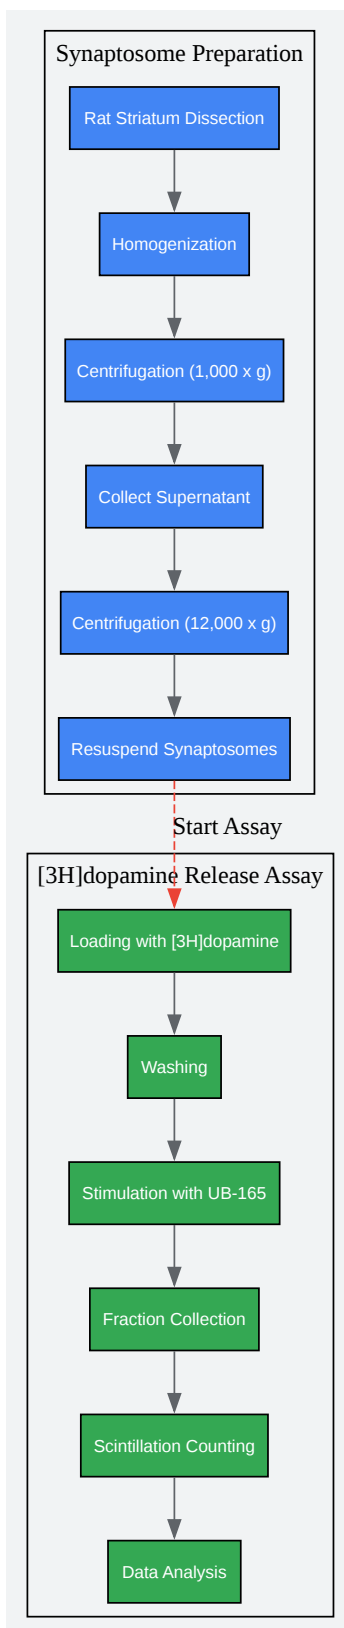 Synaptosome Preparation
Rat Striatum Dissection
Homogenization
Centrifugation (1,000 x g)
Collect Supernatant
Centrifugation (12,000 x g)
Resuspend Synaptosomes
Start Assay
[3H]dopamine Release Assay
Loading with [3H]dopamine
Washing
Stimulation with UB-165
Fraction Collection
Scintillation Counting
Data Analysis